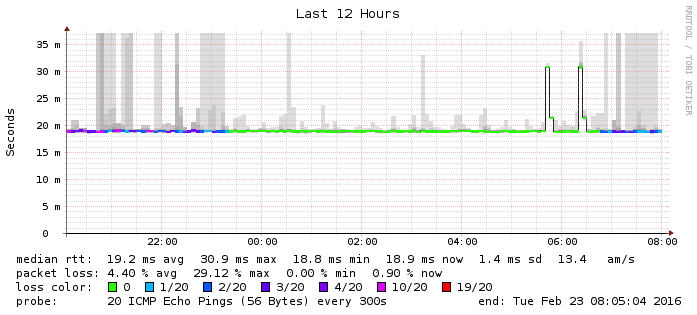 Last 12 Hours
RRDTOOL / TOBI OETIKER
Seconds
35 m
30 m
25 m
20 m
15 m
10 m
5 m
0
22:00 00:00 02:00 04:00 06:00 08:00
median rtt: 19.2 ms avg 30.9 ms max 18.8 ms min 18.9 ms now 1.4 ms sd 13.4 am/s
packet loss: 4.40 % avg 29.12 % max 0.00 % min 0.90 % now
loss color: 0 1/20 2/20 3/20 4/20 10/20 19/20
probe: 20 ICMP Echo Pings (56 Bytes) every 300s end: Tue Feb 23 08:05:04 2016